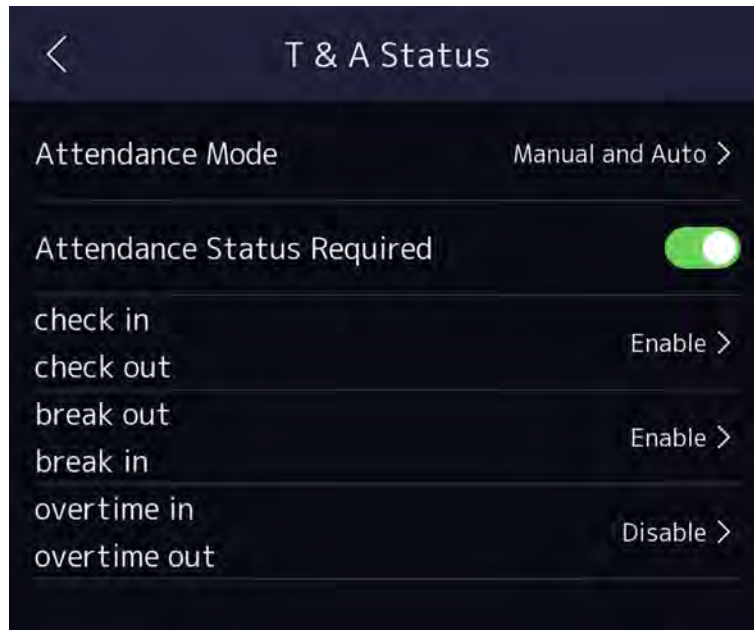 T & A Status
Attendance Mode Manual and Auto >
Attendance Status Required
check in
check out
Enable >
break out
break in
Enable >
overtime in
overtime out
Disable >